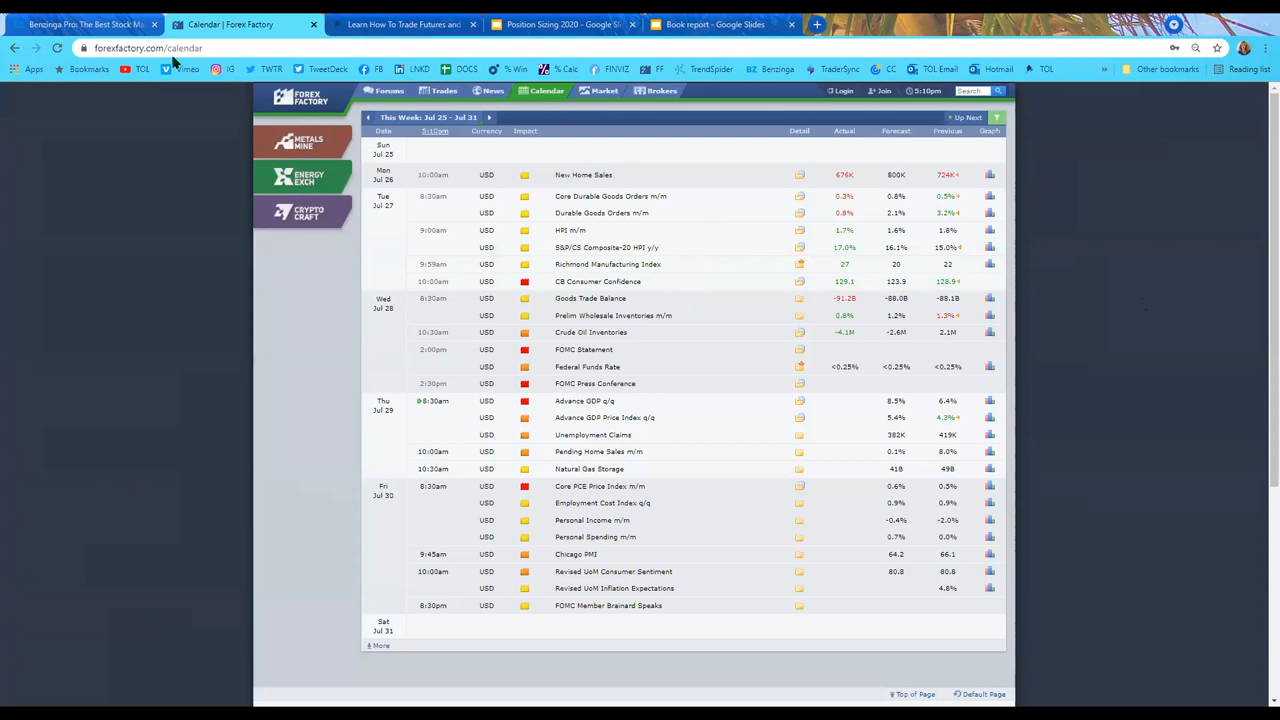 Benzinga Pro: The Best Stock Ma
Calendar | Forex Factory
Learn How To Trade Futures and
Position Sizing 2020 - Google Sl
Book report - Google Slides
forexfactory.com/calendar
Apps Bookmarks TOL Vimeo IG TWTR TweetDeck FB LNKD DOCS % Win % Calc FINVIZ FF TrendSpider Benzinga TraderSync CC TOL Email Hotmail TOL » Other bookmarks Reading list
FOREX FACTORY
Forums Trades News Calendar Market Brokers Login Join 5:10pm Search
METALS MINE
ENERGY EXCH
CRYPTO CRAFT
This Week: Jul 25 - Jul 31 Up Next
Date 5:10pm Currency Impact Detail Actual Forecast Previous Graph
Sun Jul 25
Mon Jul 26 10:00am USD New Home Sales 676K 800K 724K
Tue Jul 27 8:30am USD Core Durable Goods Orders m/m 0.3% 0.8% 0.5%
USD Durable Goods Orders m/m 0.8% 2.1% 3.2%
9:00am USD HPI m/m 1.7% 1.6% 1.8%
USD S&P/CS Composite-20 HPI y/y 17.0% 16.1% 15.0%
9:59am USD Richmond Manufacturing Index 27 20 22
10:00am USD CB Consumer Confidence 129.1 123.9 128.9
Wed Jul 28 8:30am USD Goods Trade Balance -91.2B -88.0B -88.1B
USD Prelim Wholesale Inventories m/m 0.8% 1.2% 1.3%
10:30am USD Crude Oil Inventories -4.1M -2.6M 2.1M
2:00pm USD FOMC Statement
USD Federal Funds Rate <0.25% <0.25% <0.25%
2:30pm USD FOMC Press Conference
Thu Jul 29 8:30am USD Advance GDP q/q 8.5% 6.4%
USD Advance GDP Price Index q/q 5.4% 4.3%
USD Unemployment Claims 382K 419K
10:00am USD Pending Home Sales m/m 0.1% 8.0%
10:30am USD Natural Gas Storage 41B 49B
Fri Jul 30 8:30am USD Core PCE Price Index m/m 0.6% 0.5%
USD Employment Cost Index q/q 0.9% 0.9%
USD Personal Income m/m -0.4% -2.0%
USD Personal Spending m/m 0.7% 0.0%
9:45am USD Chicago PMI 64.2 66.1
10:00am USD Revised UoM Consumer Sentiment 80.8 80.8
USD Revised UoM Inflation Expectations 4.8%
8:30pm USD FOMC Member Brainard Speaks
Sat Jul 31
More
Top of Page Default Page